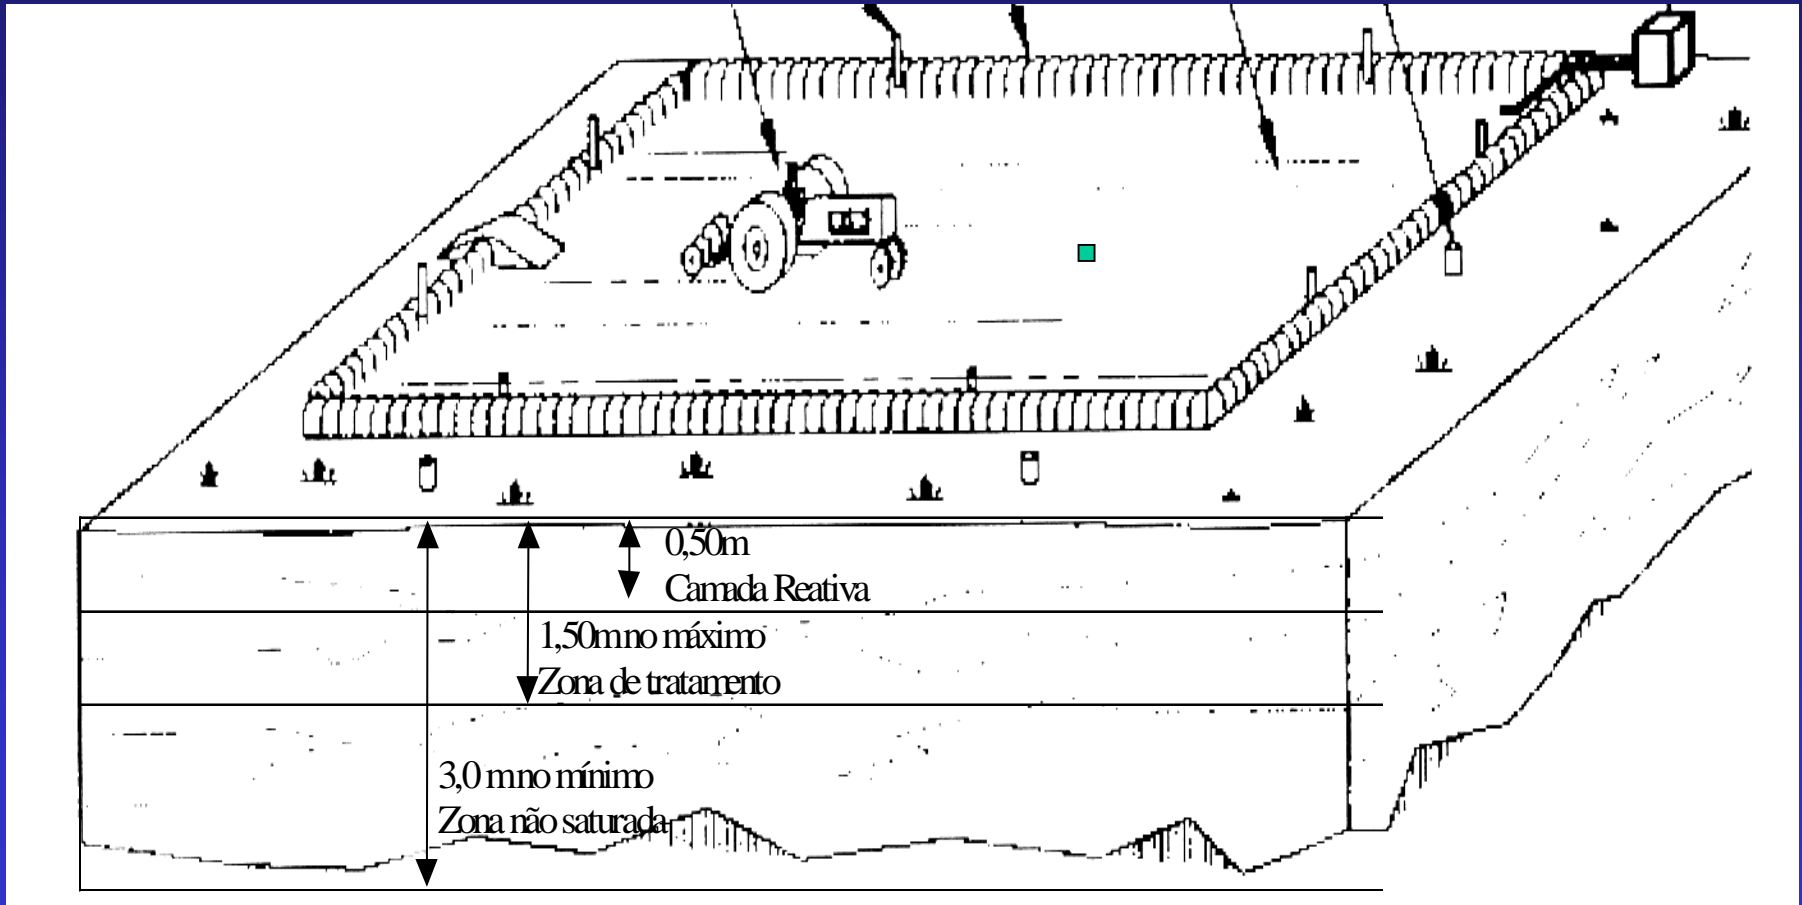 0,50m
Camada Reativa
1,50m no máximo
Zona de tratamento
3,0 m no mínimo
Zona não saturada